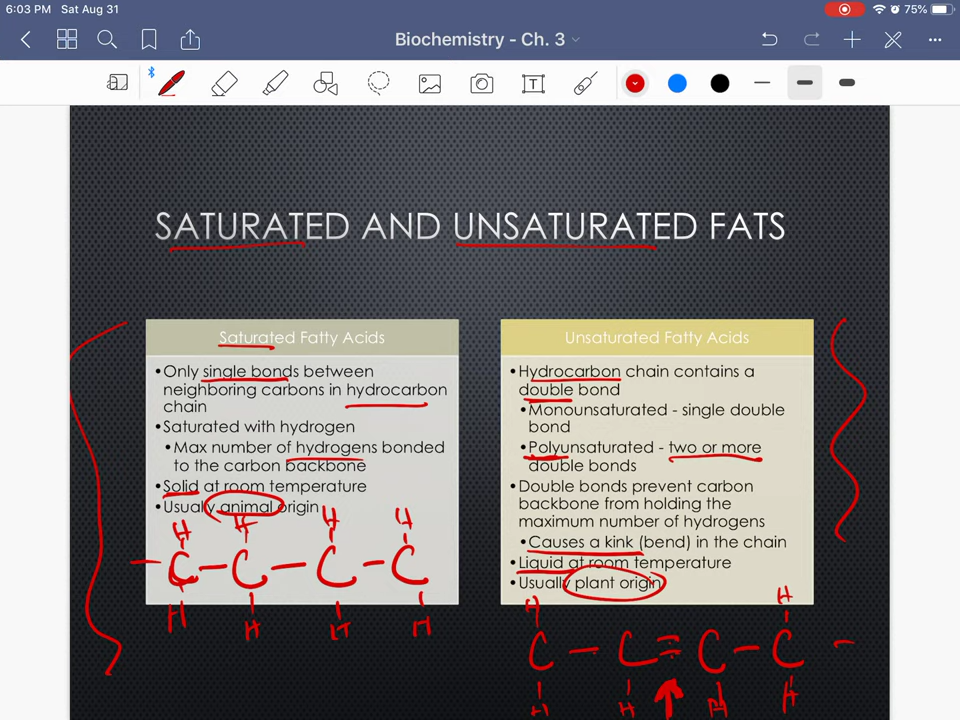 6:03 PM Sat Aug 31
75%
Biochemistry - Ch. 3
T
SATURATED AND UNSATURATED FATS
Saturated Fatty Acids
•Only single bonds between
neighboring carbons in hydrocarbon
chain
•Saturated with hydrogen
•Max number of hydrogens bonded
to the carbon backbone
•Solid at room temperature
•Usually animal origin
H H H H
C - C - C - C
H H H H
Unsaturated Fatty Acids
•Hydrocarbon chain contains a
double bond
•Monounsaturated - single double
bond
•Polyunsaturated - two or more
double bonds
•Double bonds prevent carbon
backbone from holding the
maximum number of hydrogens
•Causes a kink (bend) in the chain
•Liquid at room temperature
•Usually plant origin
H H
C - C = C - C -
H H H H